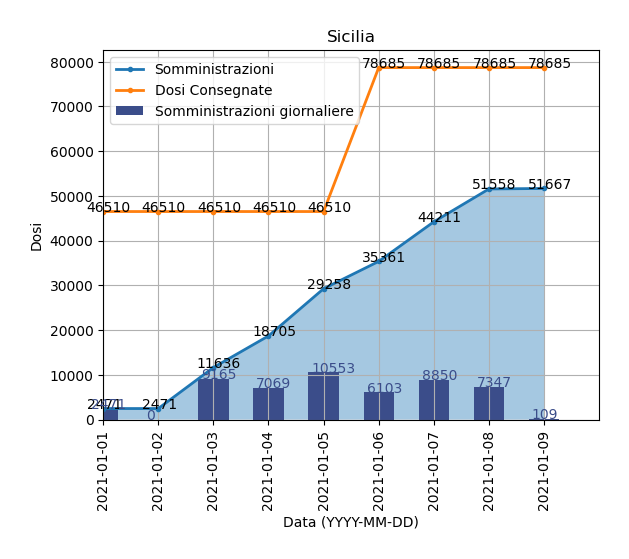 Sicilia
Somministrazioni
Dosi Consegnate
Somministrazioni giornaliere
Dosi
80000
70000
60000
50000
40000
30000
20000
10000
0
78685 78685 78685 78685
46510 46510 46510 46510 46510
2471 2471 11636 18705 29258 35361 44211 51558 51667
2471 0 9165 7069 10553 6103 8850 7347 109
2021-01-01
2021-01-02
2021-01-03
2021-01-04
2021-01-05
2021-01-06
2021-01-07
2021-01-08
2021-01-09
Data (YYYY-MM-DD)